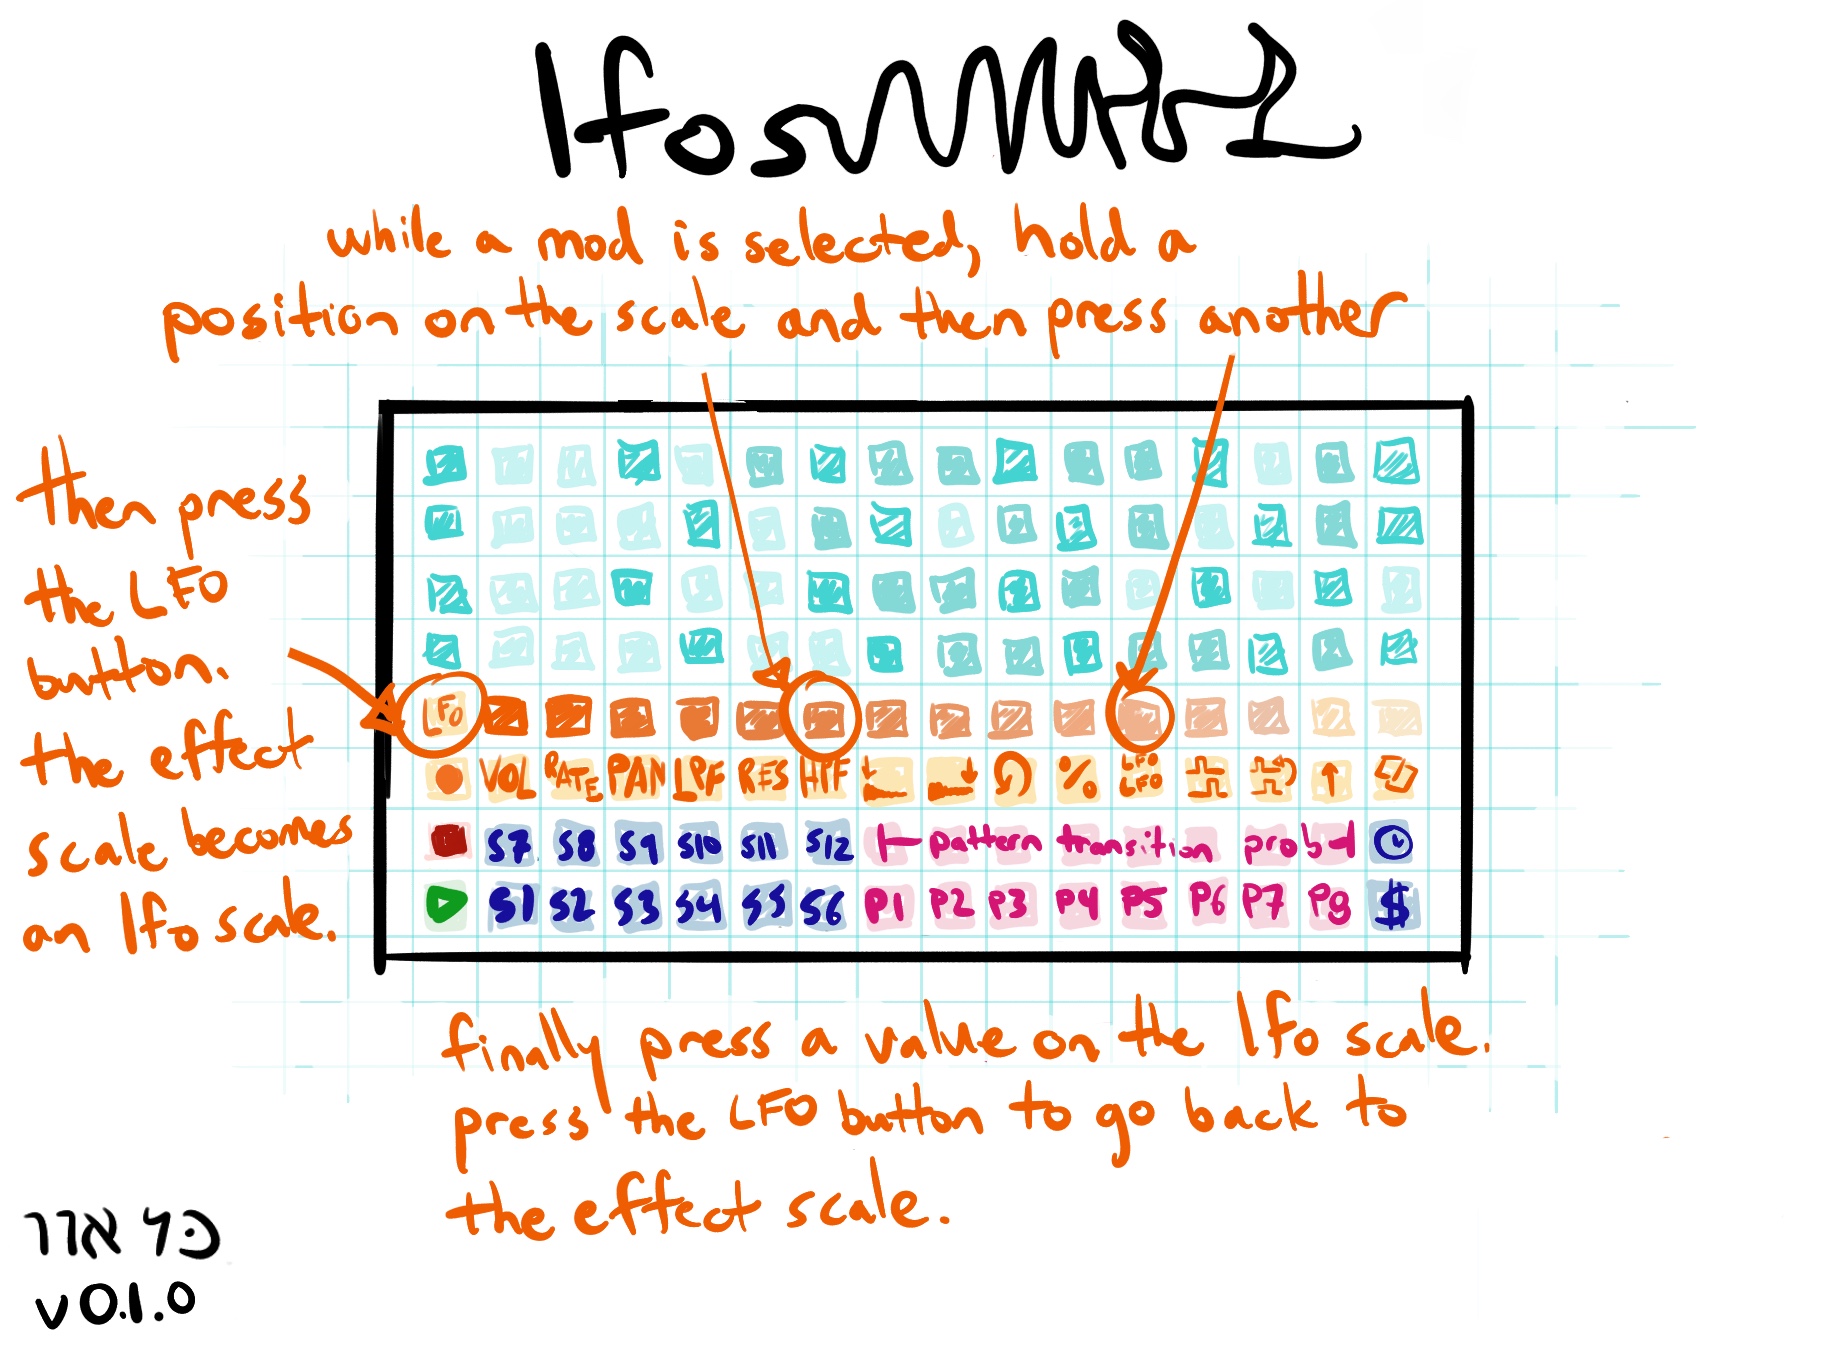 lfos
while a mod is selected, hold a
position on the scale and then press another
then press
the LFO
button.
the effect
scale becomes
an lfo scale.
LFO
VOL RATE PAN LPF RES HPF % LFO LFO
S7 S8 S9 S10 S11 S12 pattern transition prob
S1 S2 S3 S4 S5 S6 P1 P2 P3 P4 P5 P6 P7 P8 $
finally press a value on the lfo scale.
press the LFO button to go back to
the effect scale.
v0.1.0